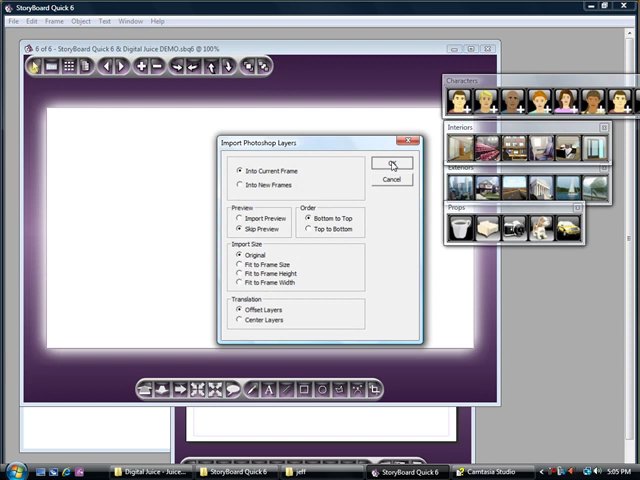 StoryBoard Quick 6
File Edit Frame Object Text Window Help
6 of 6 - StoryBoard Quick 6 & Digital Juice DEMO.sbq6 @ 100%
Characters
Import Photoshop Layers
Into Current Frame
OK
Into New Frames
Cancel
Interiors
Exteriors
Preview
Import Preview
Skip Preview
Order
Bottom to Top
Top to Bottom
Props
Import Size
Original
Fit to Frame Size
Fit to Frame Height
Fit to Frame Width
Translation
Offset Layers
Center Layers
A
Digital Juice - Juice...
StoryBoard Quick 6
jeff
StoryBoard Quick 6
Camtasia Studio
5:05 PM